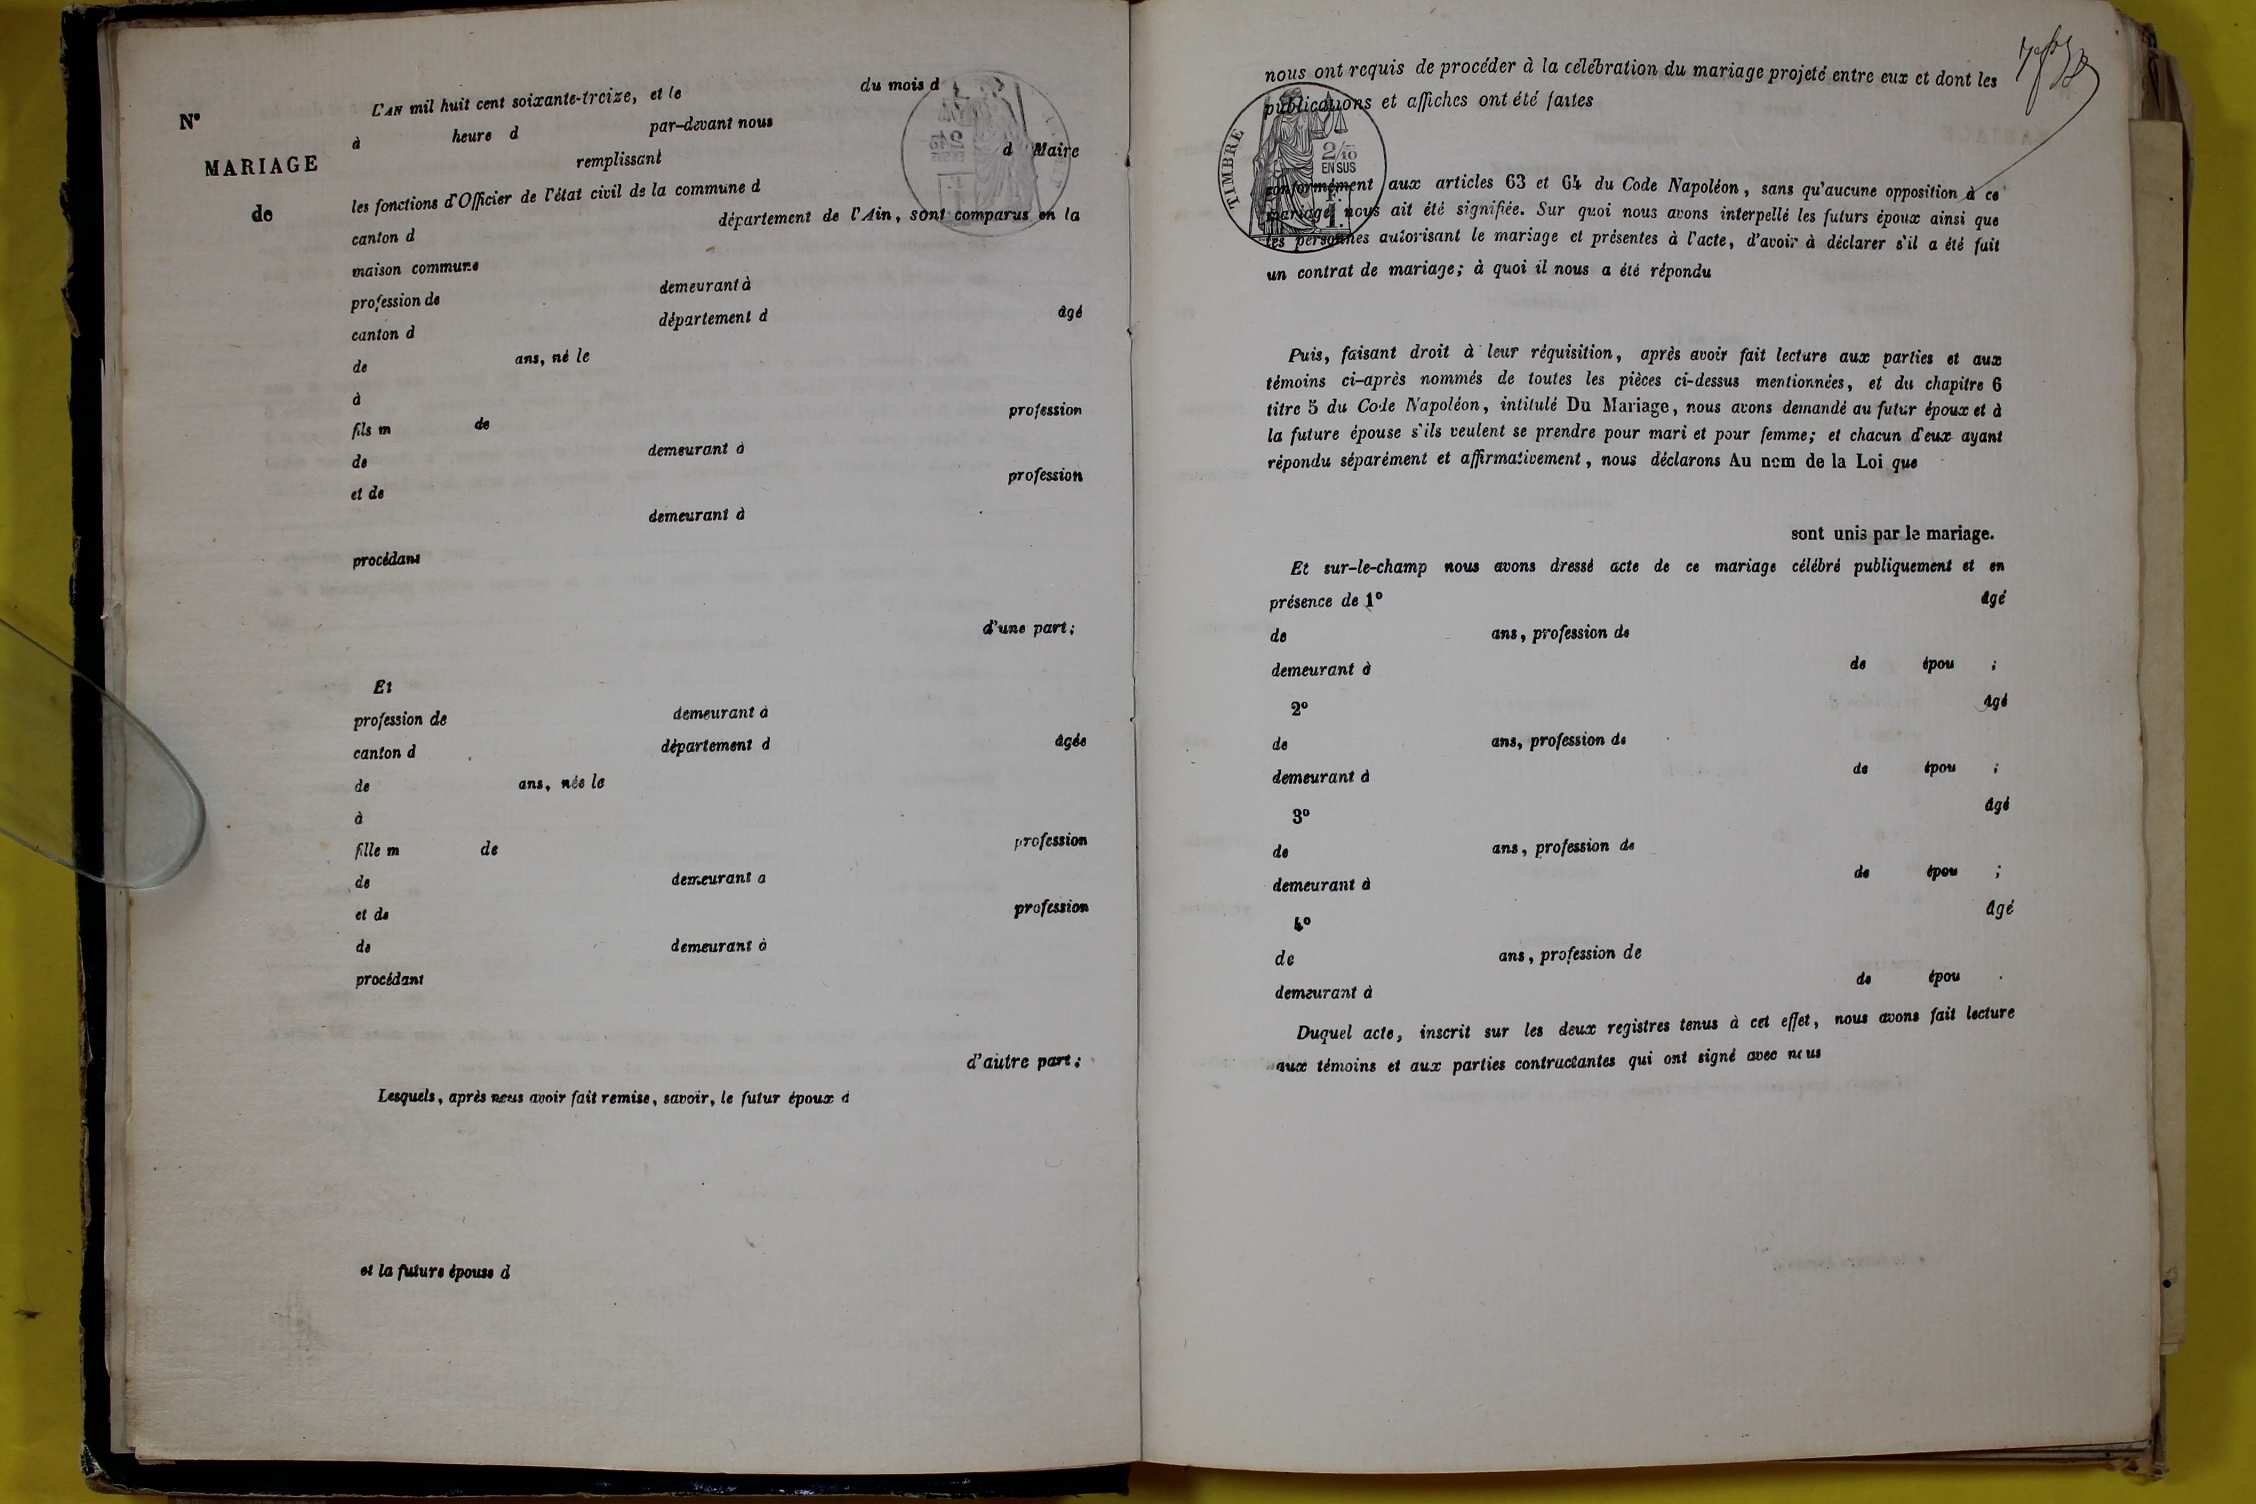 N°
MARIAGE
de
L'AN mil huit cent soixante-treize, et le du mois d
à heure d par-devant nous
remplissant d Maire
les fonctions d'Officier de l'état civil de la commune d
canton d département de l'Ain, sont comparus en la
maison commune
profession de demeurant à
canton d département d âgé
de ans, né le
à
fils m de profession
de demeurant à
et de profession
demeurant à
procédant
d'une part;
Et
profession de demeurant à
canton d département d âgée
de ans, née le
à
fille m de profession
de demeurant a
et de profession
de demeurant à
procédant
d'autre part;
Lesquels, après nous avoir fait remise, savoir, le futur époux d
et la future épouse d
nous ont requis de procéder à la célébration du mariage projeté entre eux et dont les
publications et affiches ont été faites
TIMBRE
2/10
EN SUS
conformément aux articles 63 et 64 du Code Napoléon, sans qu'aucune opposition à ce
mariage nous ait été signifiée. Sur quoi nous avons interpellé les futurs époux ainsi que
les personnes autorisant le mariage et présentes à l'acte, d'avoir à déclarer s'il a été fait
un contrat de mariage; à quoi il nous a été répondu
Puis, faisant droit à leur réquisition, après avoir fait lecture aux parties et aux
témoins ci-après nommés de toutes les pièces ci-dessus mentionnées, et du chapitre 6
titre 5 du Code Napoléon, intitulé Du Mariage, nous avons demandé au futur époux et à
la future épouse s'ils veulent se prendre pour mari et pour femme; et chacun d'eux ayant
répondu séparément et affirmativement, nous déclarons Au nom de la Loi que
sont unis par le mariage.
Et sur-le-champ nous avons dressé acte de ce mariage célébré publiquement et en
présence de 1° âgé
de ans, profession de
demeurant à de épou ;
2° âgé
de ans, profession de
demeurant à de épou ;
3° âgé
de ans, profession de
demeurant à de épou ;
4° âgé
de ans, profession de
demeurant à de épou .
Duquel acte, inscrit sur les deux registres tenus à cet effet, nous avons fait lecture
aux témoins et aux parties contractantes qui ont signé avec nous